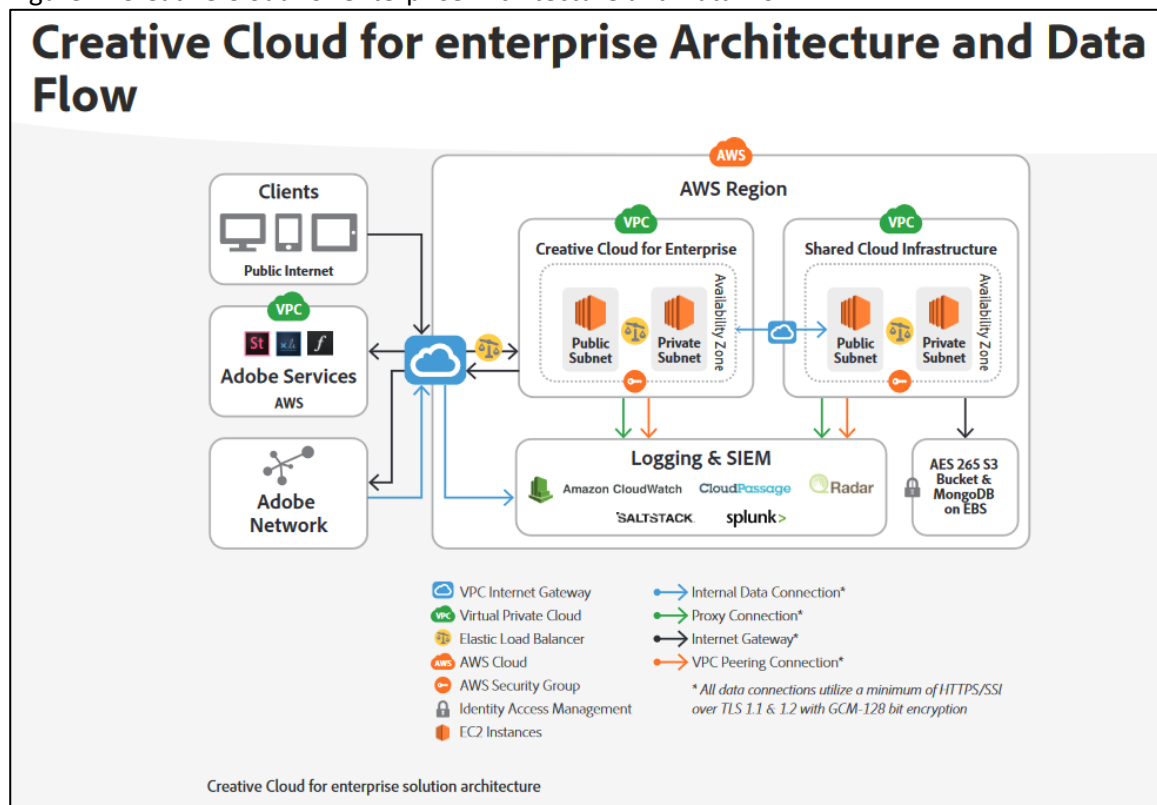 Creative Cloud for enterprise Architecture and Data
Flow
AWS
AWS Region
Clients
Public Internet
VPC
St
Adobe Services
AWS
Adobe
Network
VPC
Creative Cloud for Enterprise
Public
Subnet
Private
Subnet
Availability Zone
VPC
Shared Cloud Infrastructure
Public
Subnet
Private
Subnet
Availability Zone
Logging & SIEM
Amazon CloudWatch
CloudPassage
Radar
SALTSTACK
splunk>
AES 265 S3
Bucket &
MongoDB
on EBS
VPC Internet Gateway
VPC Virtual Private Cloud
Elastic Load Balancer
AWS AWS Cloud
AWS Security Group
Identity Access Management
EC2 Instances
Internal Data Connection*
Proxy Connection*
Internet Gateway*
VPC Peering Connection*
* All data connections utilize a minimum of HTTPS/SSl
over TLS 1.1 & 1.2 with GCM-128 bit encryption
Creative Cloud for enterprise solution architecture